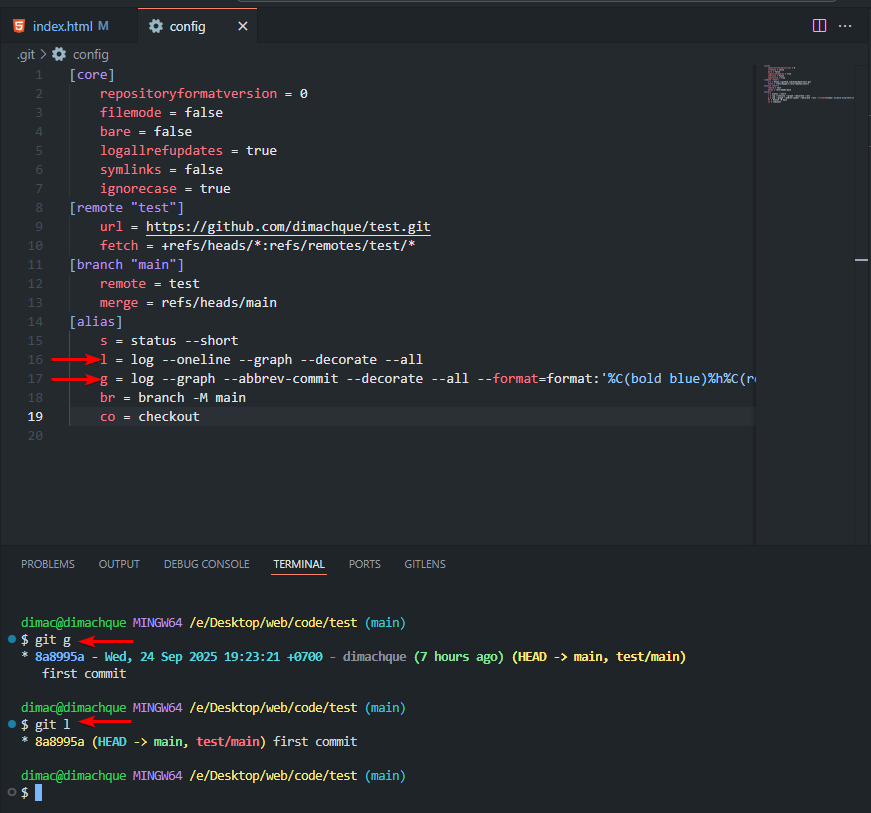 index.html M
config
.git > config
1 [core]
2 repositoryformatversion = 0
3 filemode = false
4 bare = false
5 logallrefupdates = true
6 symlinks = false
7 ignorecase = true
8 [remote "test"]
9 url = https://github.com/dimachque/test.git
10 fetch = +refs/heads/*:refs/remotes/test/*
11 [branch "main"]
12 remote = test
13 merge = refs/heads/main
14 [alias]
15 s = status --short
16 l = log --oneline --graph --decorate --all
17 g = log --graph --abbrev-commit --decorate --all --format=format:'%C(bold blue)%h%C(re
18 br = branch -M main
19 co = checkout
20
PROBLEMS OUTPUT DEBUG CONSOLE TERMINAL PORTS GITLENS
dimac@dimachque MINGW64 /e/Desktop/web/code/test (main)
$ git g
* 8a8995a - Wed, 24 Sep 2025 19:23:21 +0700 - dimachque (7 hours ago) (HEAD -> main, test/main)
first commit
dimac@dimachque MINGW64 /e/Desktop/web/code/test (main)
$ git l
* 8a8995a (HEAD -> main, test/main) first commit
dimac@dimachque MINGW64 /e/Desktop/web/code/test (main)
$